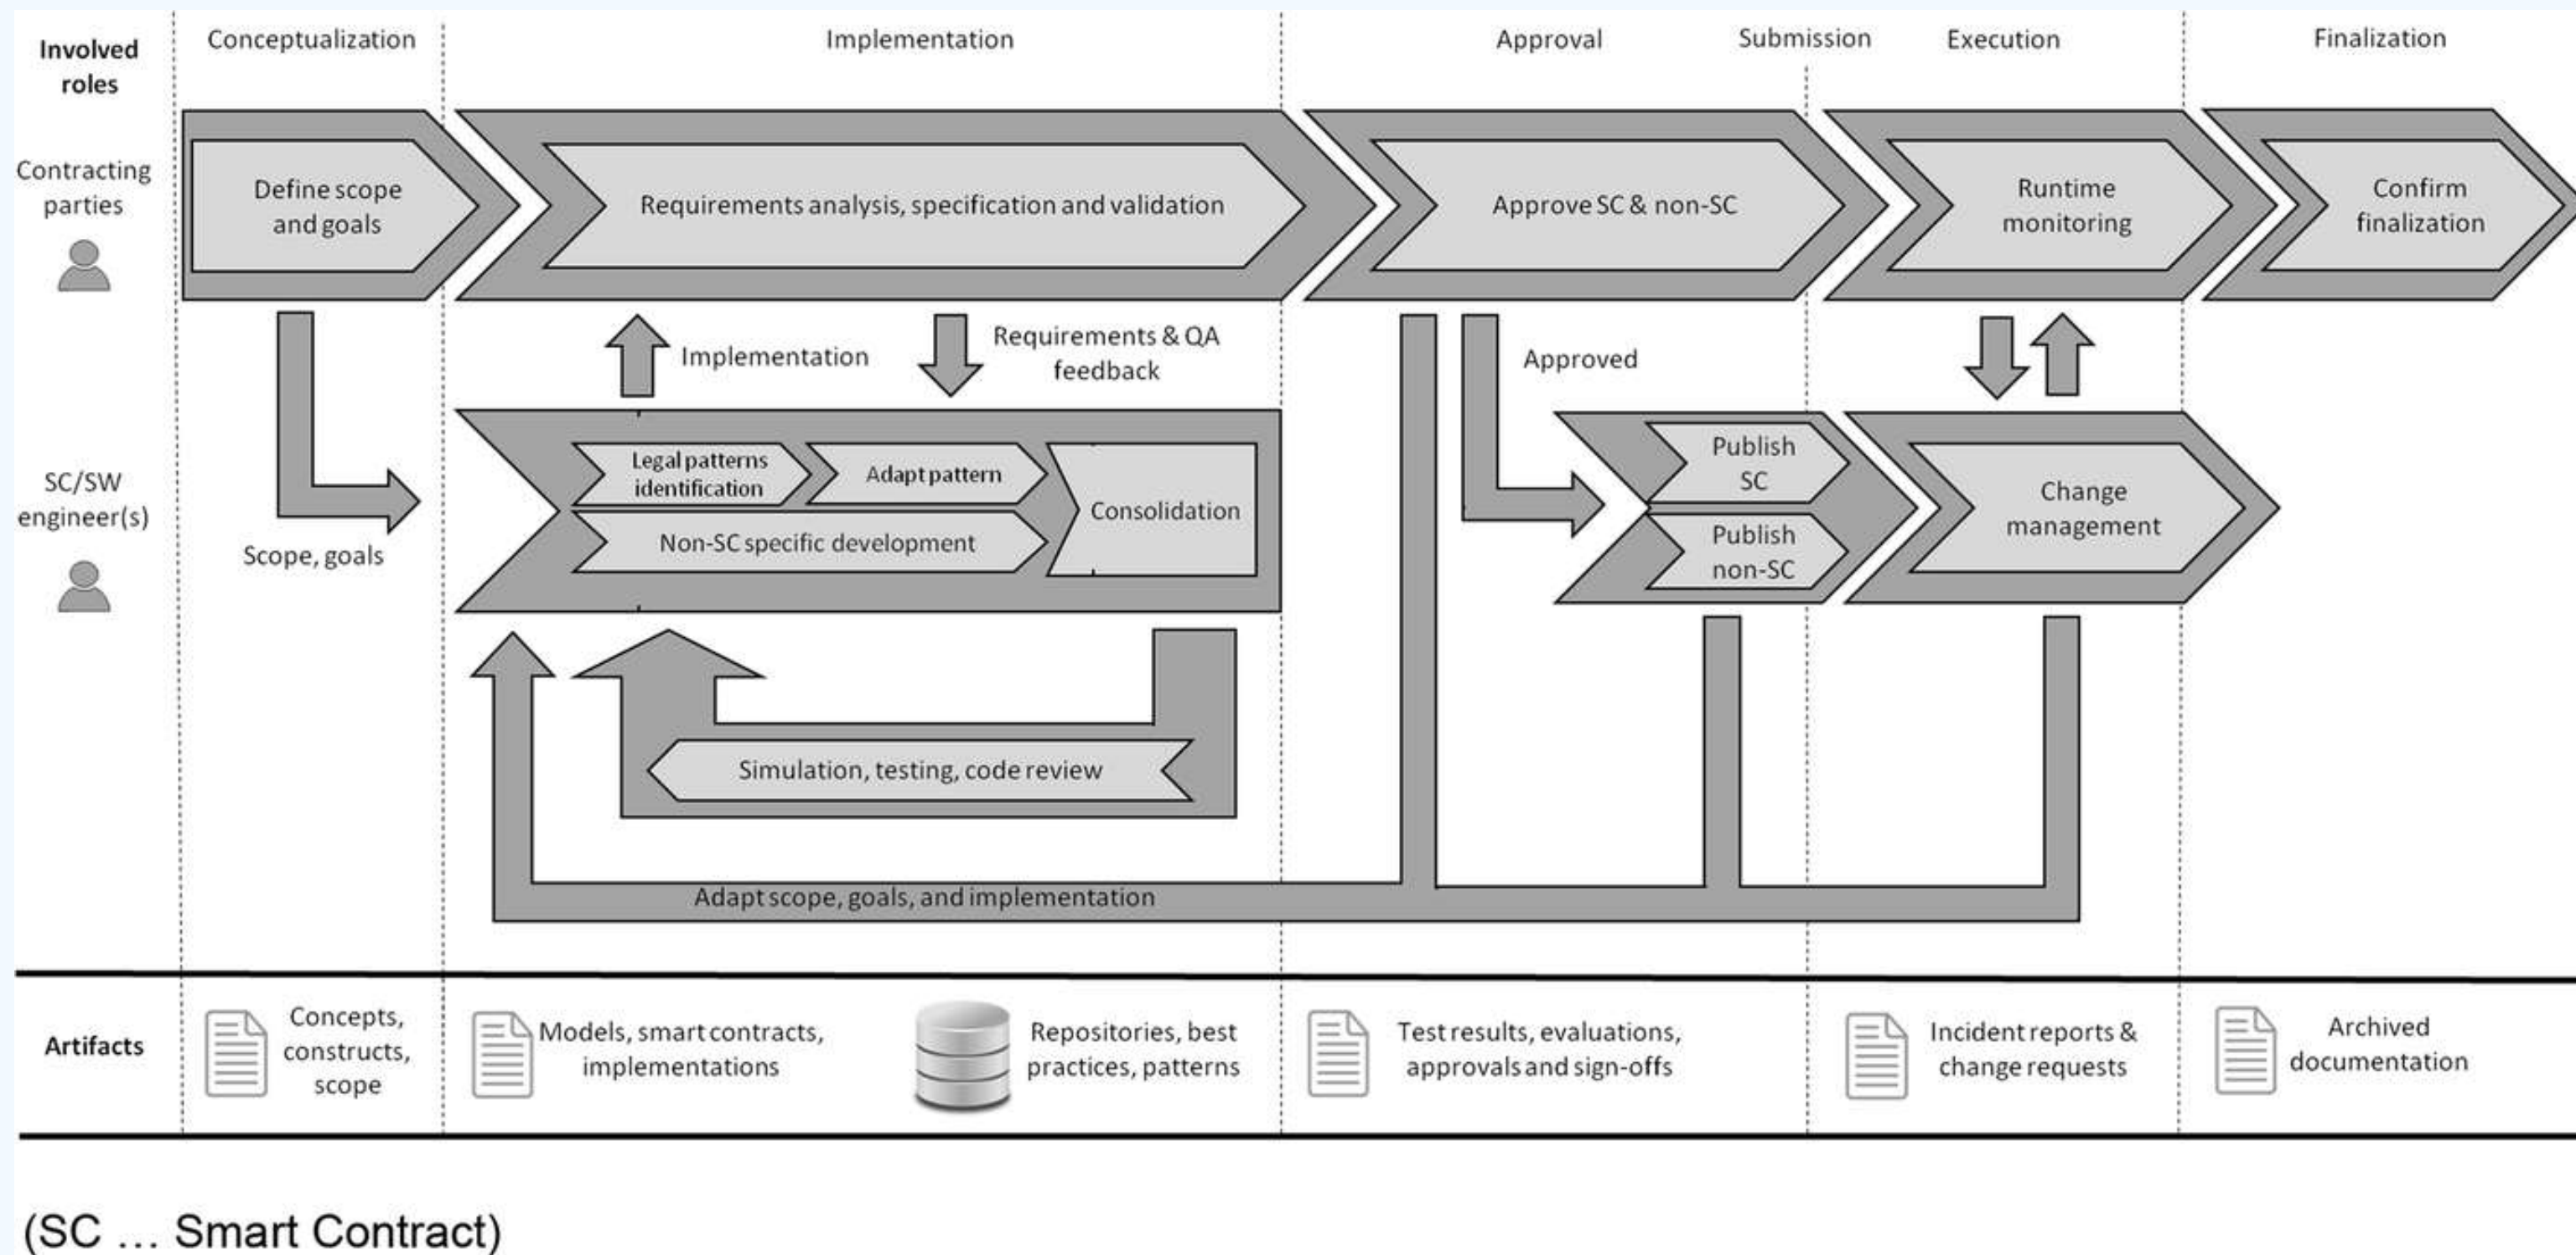 Involved
roles
Conceptualization
Implementation
Approval
Submission
Execution
Finalization
Contracting
parties
Define scope
and goals
Requirements analysis, specification and validation
Approve SC & non-SC
Runtime
monitoring
Confirm
finalization
Implementation
Requirements & QA
feedback
Approved
SC/SW
engineer(s)
Scope, goals
Legal patterns
identification
Adapt pattern
Non-SC specific development
Consolidation
Publish
SC
Publish
non-SC
Change
management
Simulation, testing, code review
Adapt scope, goals, and implementation
Artifacts
Concepts,
constructs,
scope
Models, smart contracts,
implementations
Repositories, best
practices, patterns
Test results, evaluations,
approvals and sign-offs
Incident reports &
change requests
Archived
documentation
(SC ... Smart Contract)